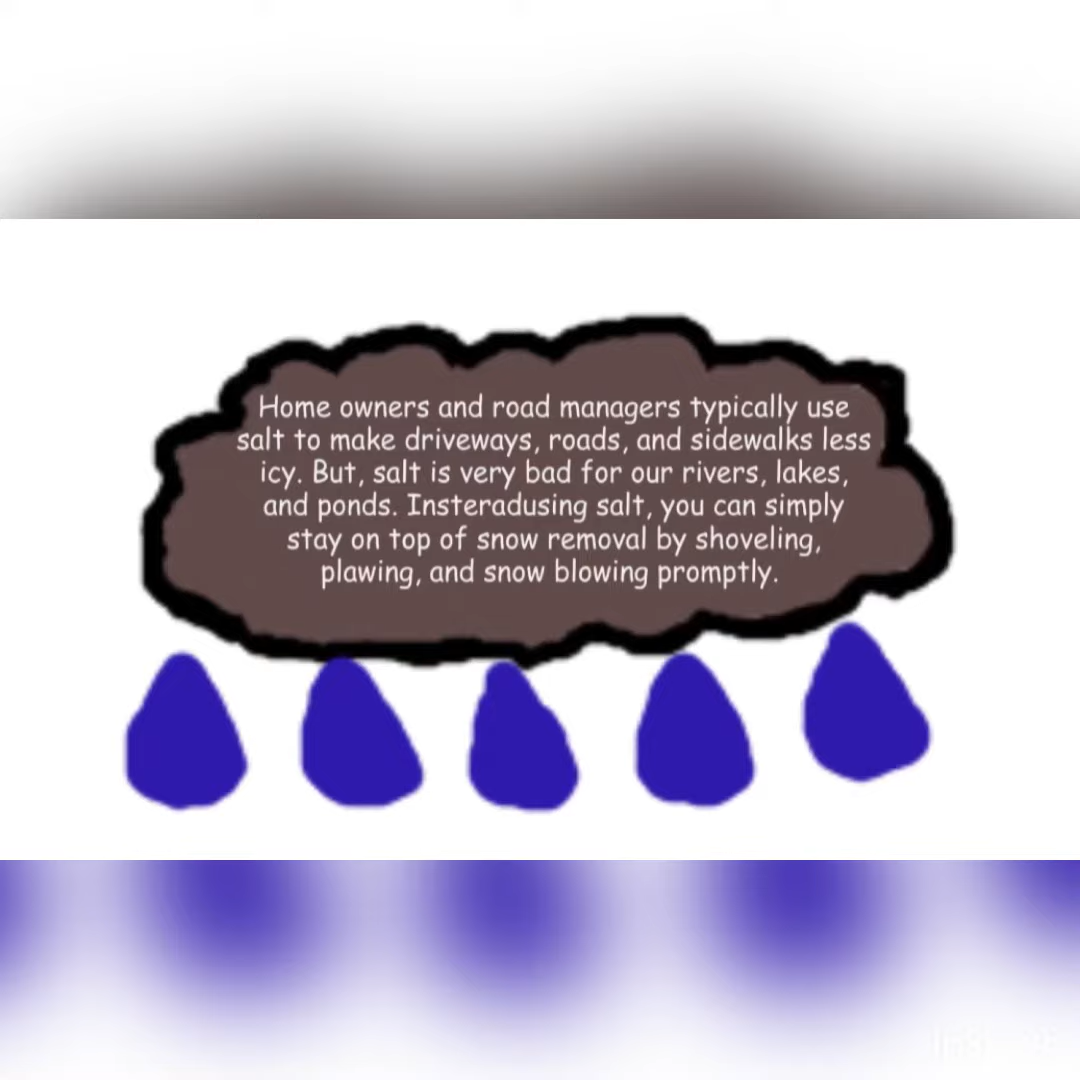 Home owners and road managers typically use
salt to make driveways, roads, and sidewalks less
icy. But, salt is very bad for our rivers, lakes,
and ponds. Insteradusing salt, you can simply
stay on top of snow removal by shoveling,
plawing, and snow blowing promptly.